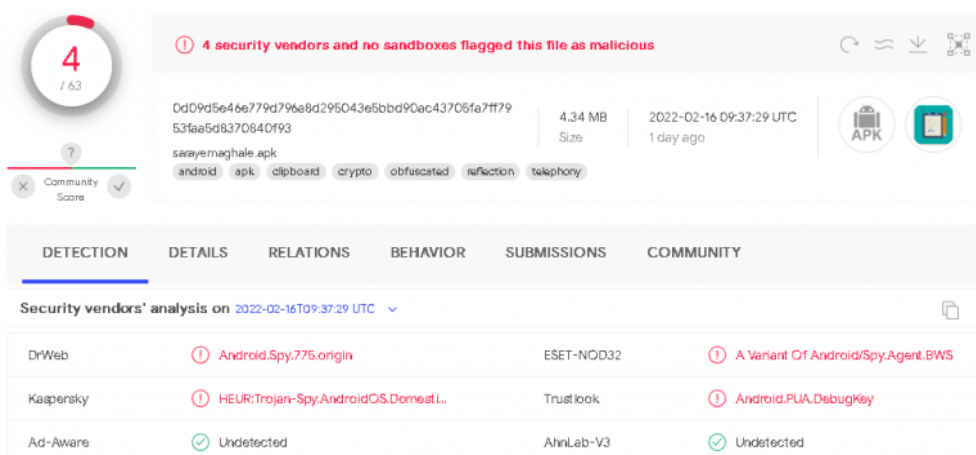 4
/ 63
?
Community
Score
4 security vendors and no sandboxes flagged this file as malicious
0d09d5e46e779d796a8d295043e5bbd90ac43705fa7ff79
53faa5d8370840f93
sarayemaghale.apk
android apk clipboard crypto obfuscated reflection telephony
4.34 MB
Size
2022-02-16 09:37:29 UTC
1 day ago
APK
DETECTION DETAILS RELATIONS BEHAVIOR SUBMISSIONS COMMUNITY
Security vendors' analysis on 2022-02-16T09:37:29 UTC
DrWeb Android.Spy.775.origin ESET-NOD32 A Variant Of Android/Spy.Agent.BWS
Kaspersky HEUR:Trojan-Spy.AndroidOS.Domesti... Trustlook Android.PUA.DebugKey
Ad-Aware Undetected AhnLab-V3 Undetected